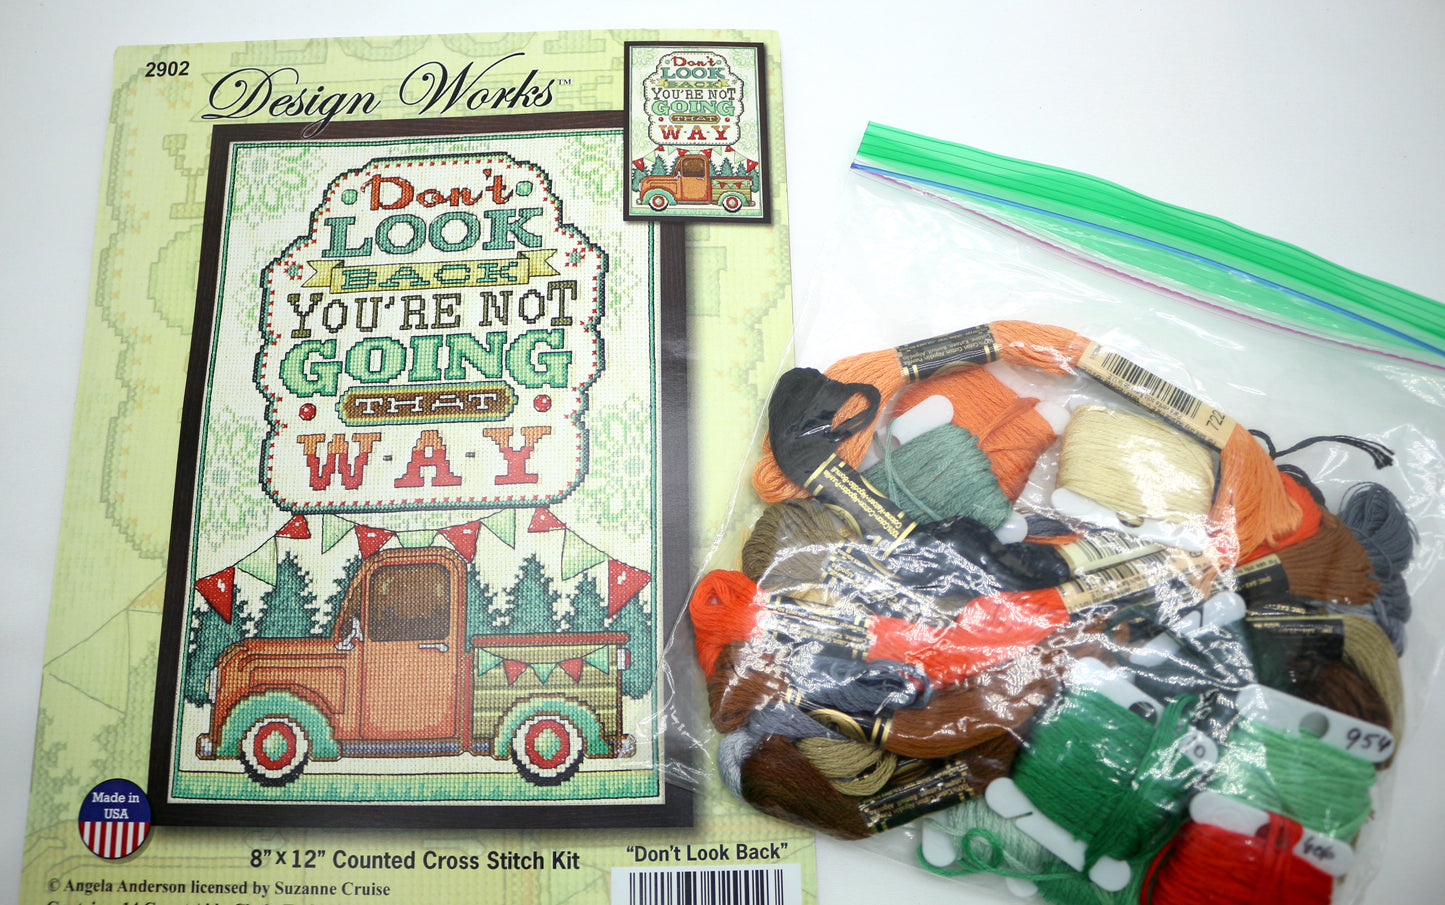 2902
Design Works™
Don't
LOOK
BACK
YOU'RE NOT
GOING
THAT
W·A·Y
Don't
LOOK
BACK
YOU'RE NOT
GOING
THAT
W-A-Y
Made in
USA
8” x 12” Counted Cross Stitch Kit
“Don’t Look Back”
© Angela Anderson licensed by Suzanne Cruise
722
954
606